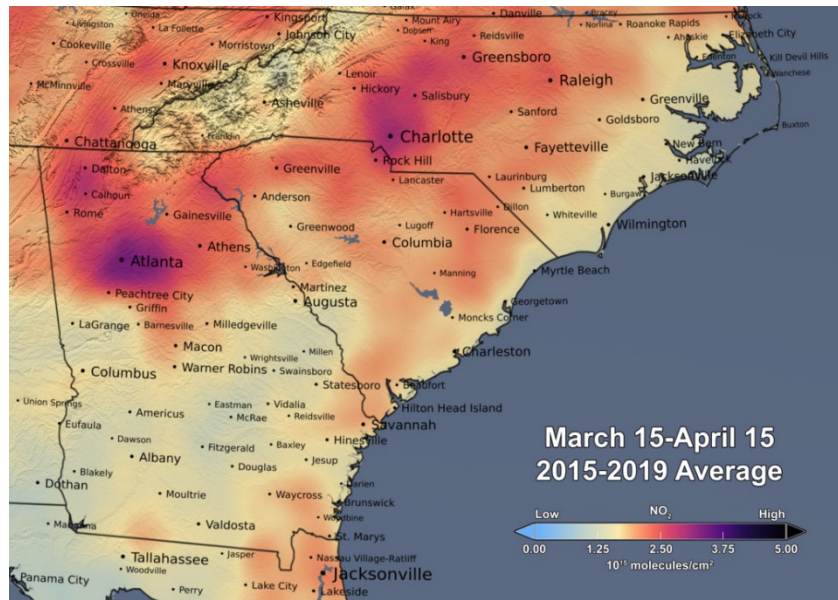 Oneida
Kingsport
Galax
Mount Airy
Danville
Bracey
Norlina
Roanoke Rapids
Livingston
La Follette
Johnson City
Dobson
King
Reidsville
Ahoskie
Elizabeth City
Cookeville
Morristown
Crossville
Knoxville
Lenoir
Greensboro
Edenton
Kill Devil Hills
McMinnville
Maryville
Hickory
Salisbury
Raleigh
Wanchese
Athens
Asheville
Sanford
Greenville
Goldsboro
Buxton
Chattanooga
Franklin
Charlotte
Fayetteville
New Bern
Havelock
Dalton
Greenville
Rock Hill
Lancaster
Laurinburg
Lumberton
Jacksonville
Calhoun
Anderson
Burgaw
Rome
Gainesville
Greenwood
Lugoff
Hartsville
Dillon
Whiteville
Wilmington
Florence
Athens
Columbia
Atlanta
Washington
Edgefield
Manning
Myrtle Beach
Peachtree City
Martinez
Griffin
Augusta
Georgetown
LaGrange
Barnesville
Milledgeville
Moncks Corner
Macon
Millen
Wrightsville
Charleston
Columbus
Warner Robins
Swainsboro
Statesboro
Beaufort
Union Springs
Americus
Eastman
Vidalia
Hilton Head Island
McRae
Reidsville
Eufaula
Savannah
Dawson
Fitzgerald
Baxley
Hinesville
March 15-April 15
Albany
Douglas
Jesup
2015-2019 Average
Blakely
Dothan
Darien
Moultrie
Waycross
Brunswick
Woodbine
Low
NO₂
High
Marianna
Valdosta
St. Marys
0.00
1.25
2.50
3.75
5.00
Tallahassee
Jasper
Nassau Village-Ratliff
10¹⁵ molecules/cm²
Woodville
Jacksonville
Panama City
Perry
Lake City
Lakeside